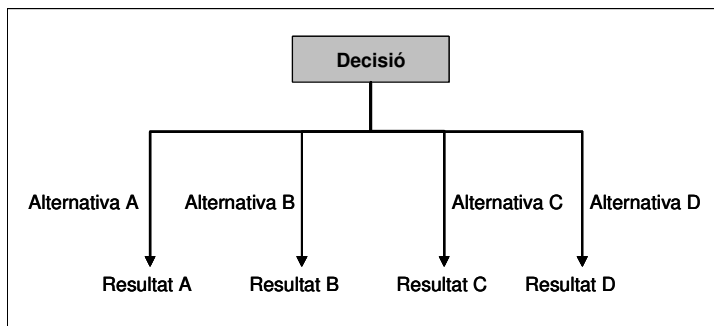 Decisió
Alternativa A
Alternativa B
Alternativa C
Alternativa D
Resultat A
Resultat B
Resultat C
Resultat D